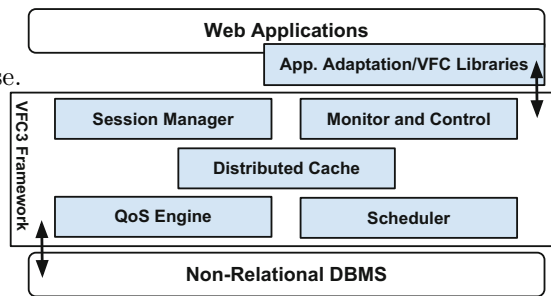 Web Applications
App. Adaptation/VFC Libraries
se.
VFC3 Framework
Session Manager
Monitor and Control
Distributed Cache
QoS Engine
Scheduler
Non-Relational DBMS